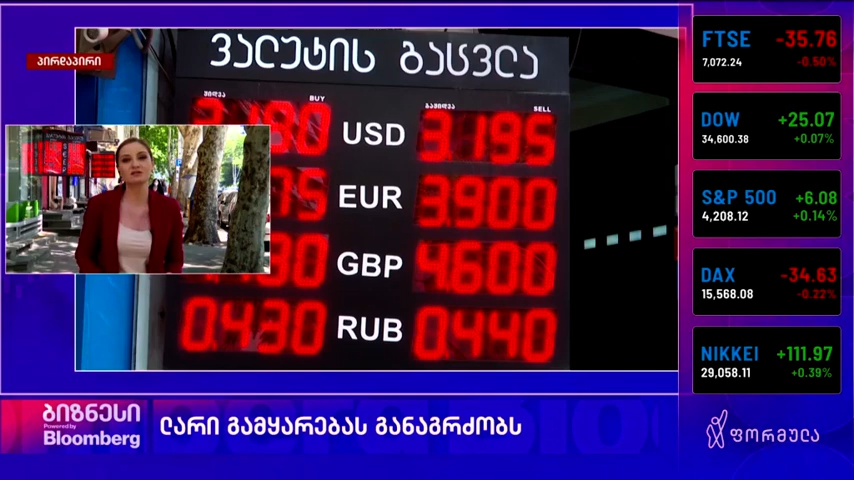 პირდაპირი
ვალუტის გაცვლა
შიდვა BUY გამიდვა SELL
USD 3.195
EUR 3.900
GBP 4.600
0.430 RUB 0.440
FTSE -35.76
7,072.24 -0.50%
DOW +25.07
34,600.38 +0.07%
S&P 500 +6.08
4,208.12 +0.14%
DAX -34.63
15,568.08 -0.22%
NIKKEI +111.97
29,058.11 +0.39%
ბიზნესი
Powered by
Bloomberg
ლარი გამყარებას განაგრძობს
ფორმულა